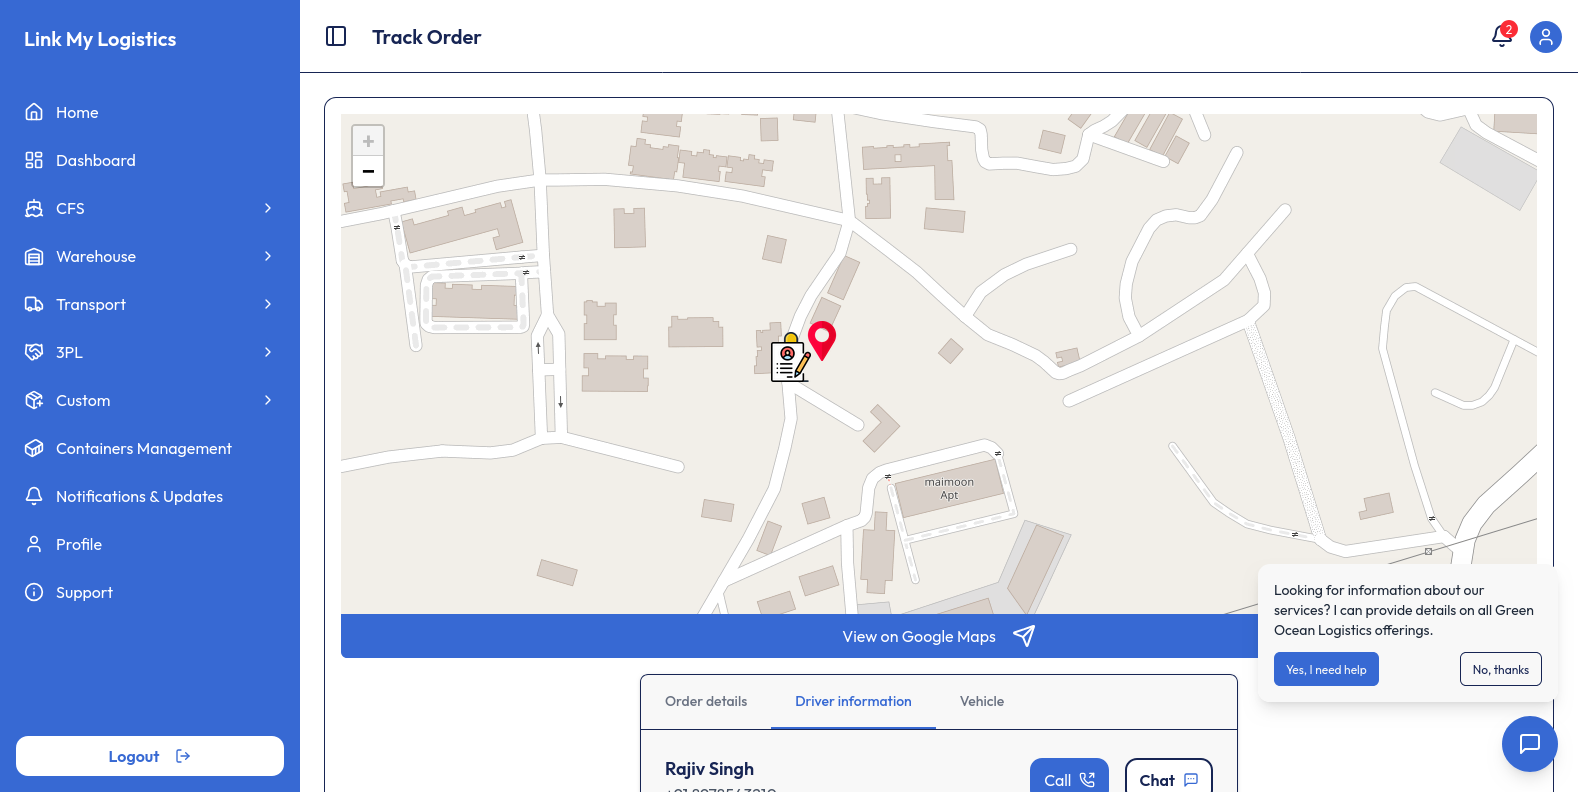 Link My Logistics
Track Order
2
Home
Dashboard
CFS
Warehouse
Transport
3PL
Custom
Containers Management
Notifications & Updates
Profile
Support
Logout
+
−
maimoon
Apt
View on Google Maps
Looking for information about our
services? I can provide details on all Green
Ocean Logistics offerings.
Yes, I need help
No, thanks
Order details
Driver information
Vehicle
Rajiv Singh
Call
Chat